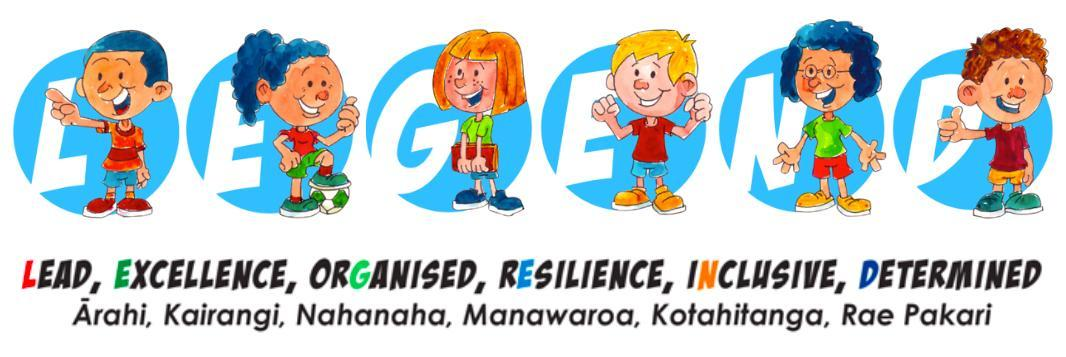 LEGEND
LEAD, EXCELLENCE, ORGANISED, RESILIENCE, INCLUSIVE, DETERMINED
Ārahi, Kairangi, Nahanaha, Manawaroa, Kotahitanga, Rae Pakari